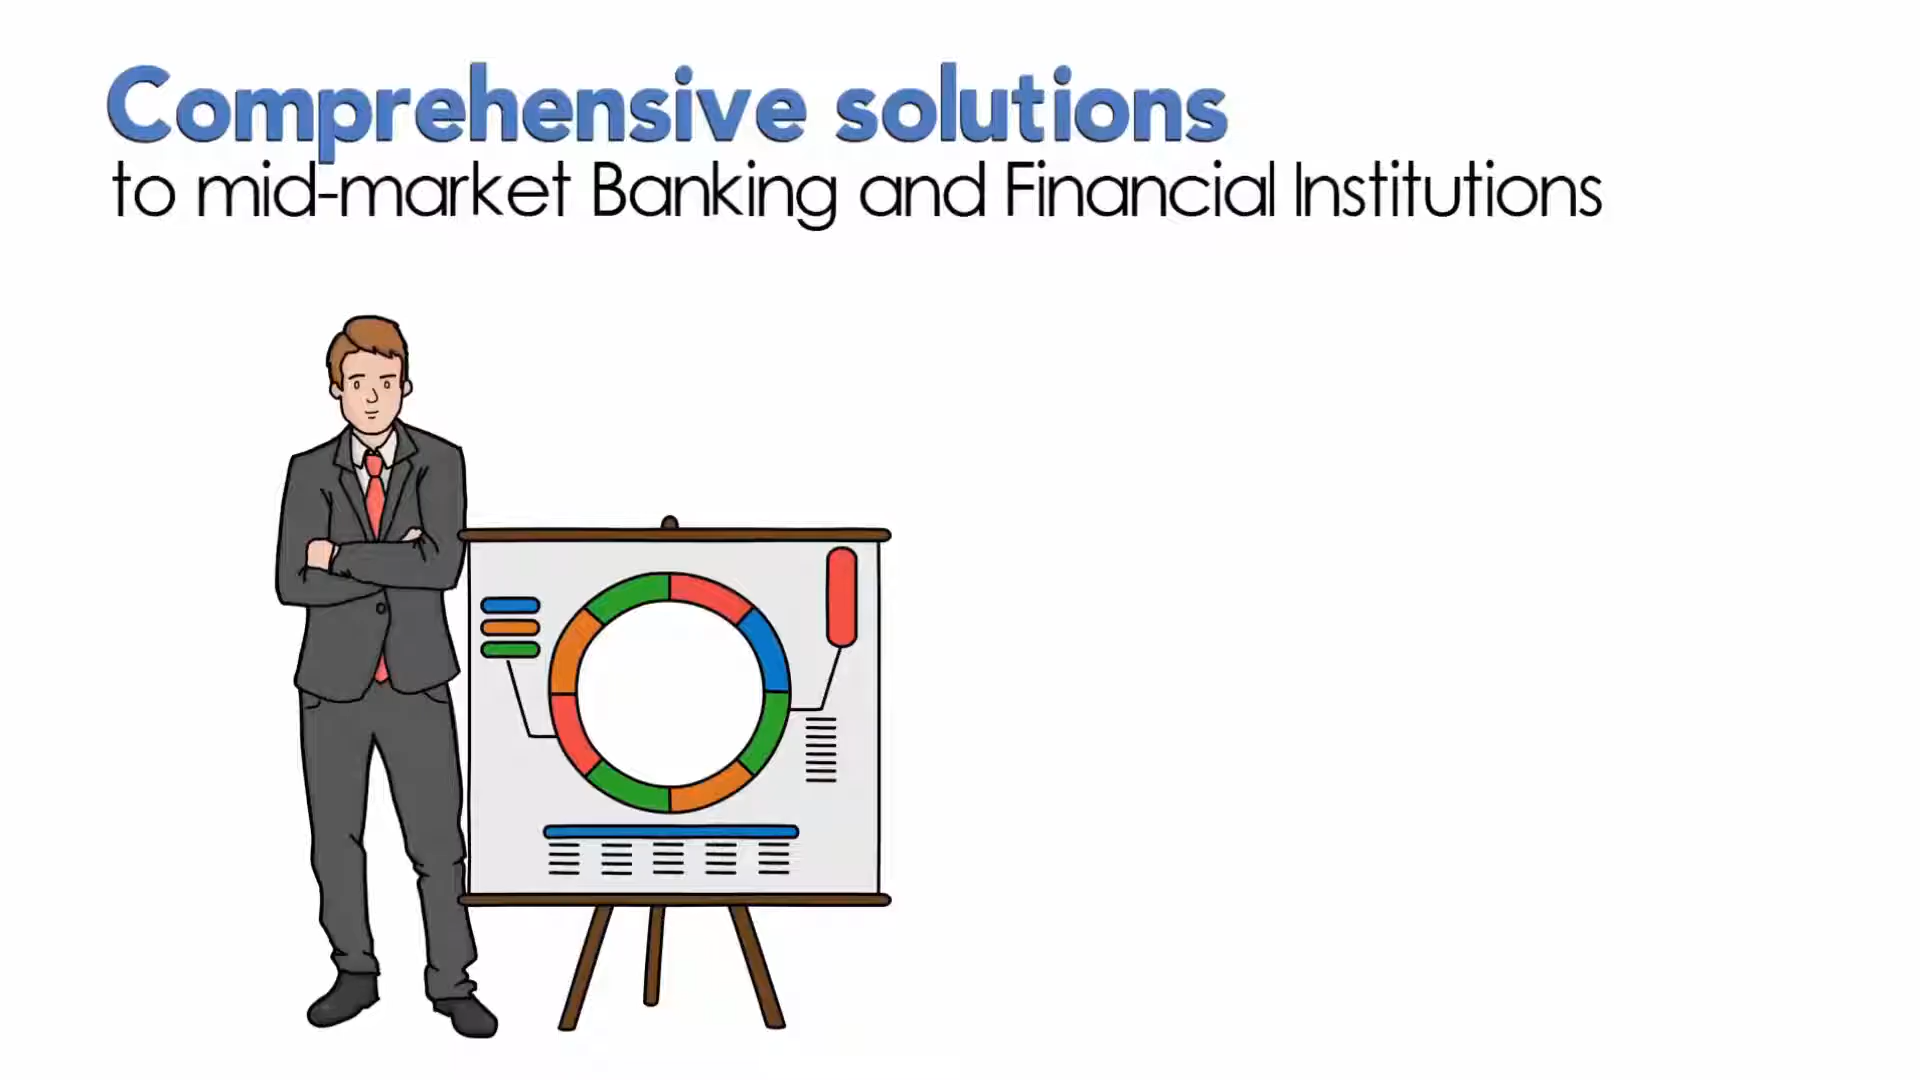 Comprehensive solutions
to mid-market Banking and Financial Institutions